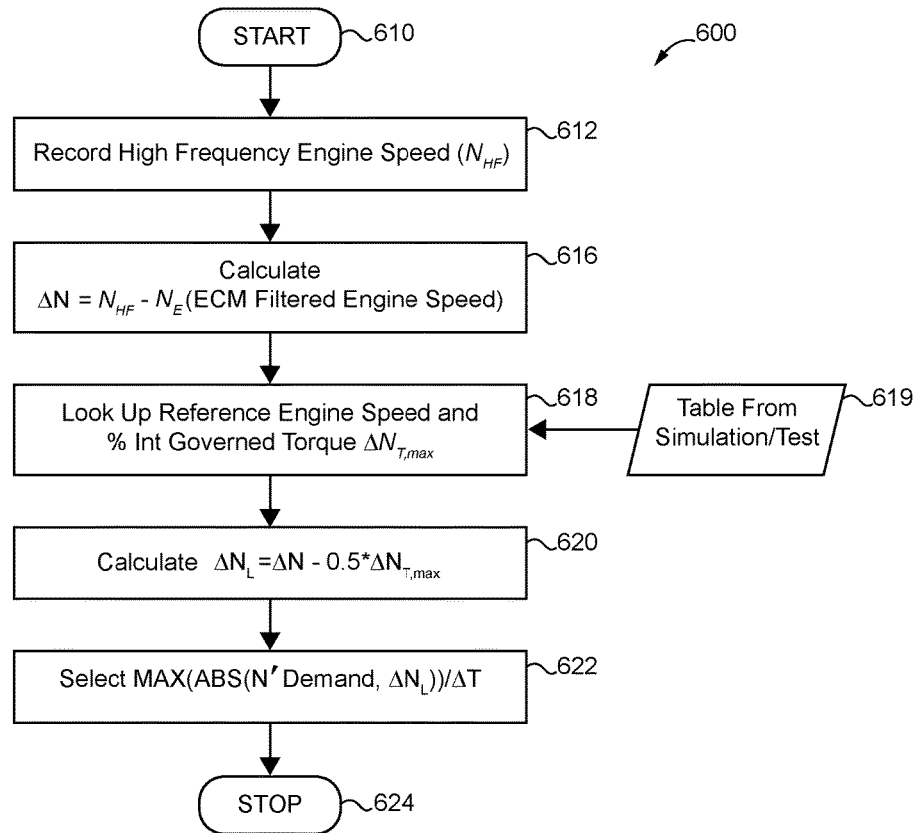 START
610
600
612
Record High Frequency Engine Speed (N_HF)
616
Calculate
ΔN = N_HF - N_E(ECM Filtered Engine Speed)
618
Look Up Reference Engine Speed and
% Int Governed Torque ΔN_T,max
Table From
Simulation/Test
619
620
Calculate ΔN_L=ΔN - 0.5*ΔN_T,max
622
Select MAX(ABS(N′ Demand, ΔN_L))/ΔT
STOP
624